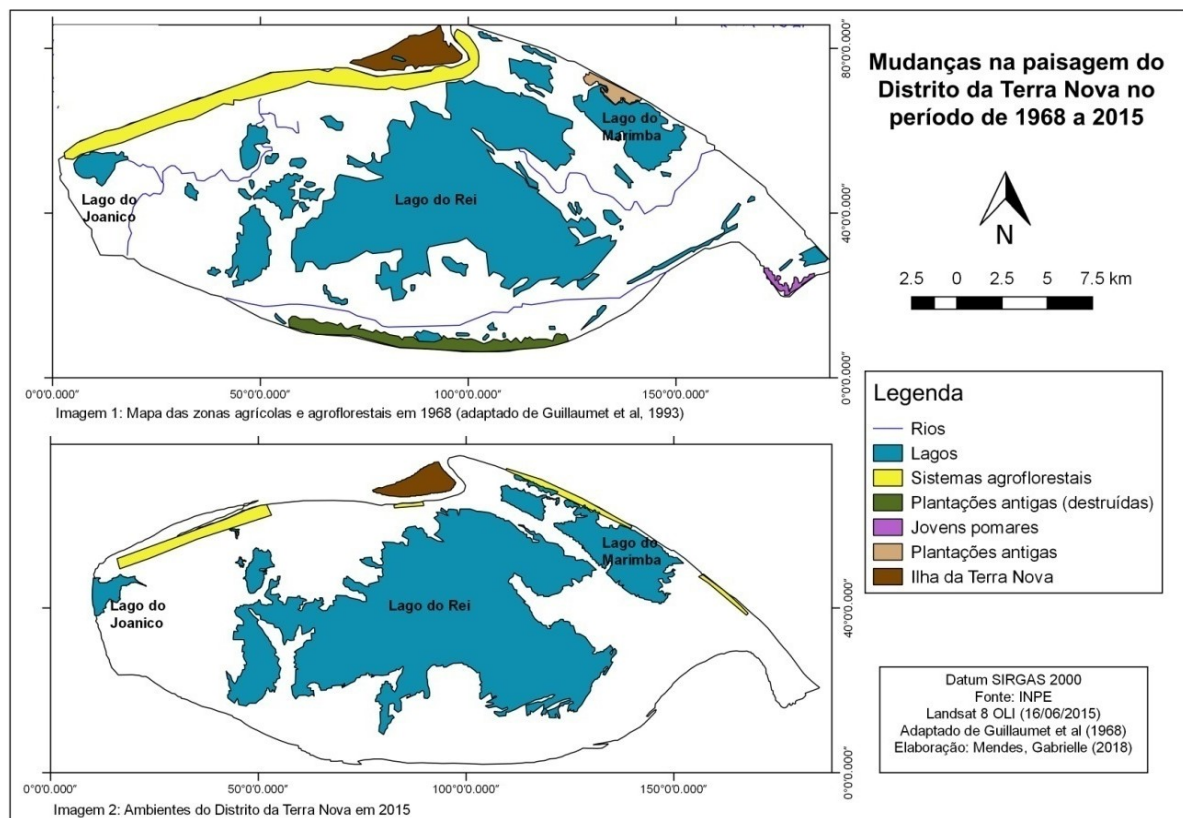 Mudanças na paisagem do
Distrito da Terra Nova no
período de 1968 a 2015
N
2.5 0 2.5 5 7.5 km
Legenda
Rios
Lagos
Sistemas agroflorestais
Plantações antigas (destruídas)
Jovens pomares
Plantações antigas
Ilha da Terra Nova
Datum SIRGAS 2000
Fonte: INPE
Landsat 8 OLI (16/06/2015)
Adaptado de Guillaumet et al (1968)
Elaboração: Mendes, Gabrielle (2018)
Lago do
Marimba
Lago do
Joanico
Lago do Rei
80°0'0.000"
40°0'0.000"
0°0'0.000"
0°0'0.000" 50°0'0.000" 100°0'0.000" 150°0'0.000"
Imagem 1: Mapa das zonas agrícolas e agroflorestais em 1968 (adaptado de Guillaumet et al, 1993)
Lago do
Marimba
Lago do
Joanico
Lago do Rei
40°0'0.000"
0°0'0.000"
0°0'0.000" 50°0'0.000" 100°0'0.000" 150°0'0.000"
Imagem 2: Ambientes do Distrito da Terra Nova em 2015